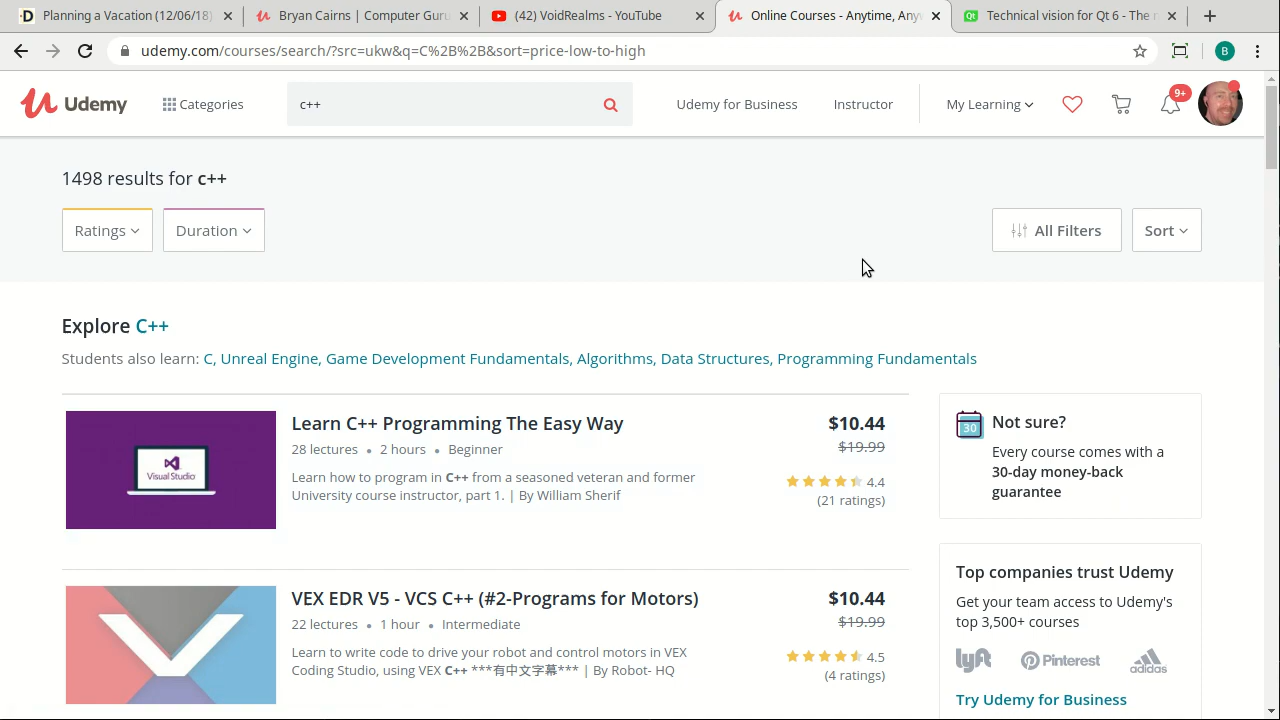 Planning a Vacation (12/06/18)
Bryan Cairns | Computer Guru
(42) VoidRealms - YouTube
Online Courses - Anytime, Any
Technical vision for Qt 6 - The
udemy.com/courses/search/?src=ukw&q=C%2B%2B&sort=price-low-to-high
B
Udemy
Categories
c++
Udemy for Business
Instructor
My Learning
9+
1498 results for c++
Ratings
Duration
All Filters
Sort
Explore C++
Students also learn: C, Unreal Engine, Game Development Fundamentals, Algorithms, Data Structures, Programming Fundamentals
Visual Studio
Learn C++ Programming The Easy Way
28 lectures • 2 hours • Beginner
Learn how to program in C++ from a seasoned veteran and former
University course instructor, part 1. | By William Sherif
$10.44
$19.99
4.4
(21 ratings)
VEX EDR V5 - VCS C++ (#2-Programs for Motors)
22 lectures • 1 hour • Intermediate
Learn to write code to drive your robot and control motors in VEX
Coding Studio, using VEX C++ ***有中文字幕*** | By Robot- HQ
$10.44
$19.99
4.5
(4 ratings)
30
Not sure?
Every course comes with a
30-day money-back
guarantee
Top companies trust Udemy
Get your team access to Udemy's
top 3,500+ courses
lyft
Pinterest
adidas
Try Udemy for Business